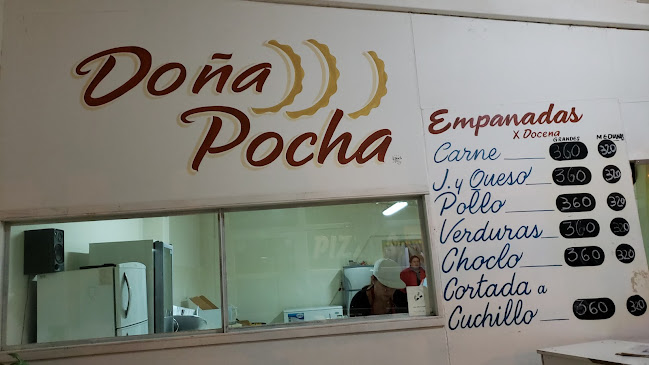 Doña
Pocha
Empanadas
X Docena
GRANDES MEDIANAS
Carne 360 320
J. y Queso 360 320
Pollo 360 320
Verduras 360 320
Choclo 360 320
Cortada a
Cuchillo 360 320
PIZ